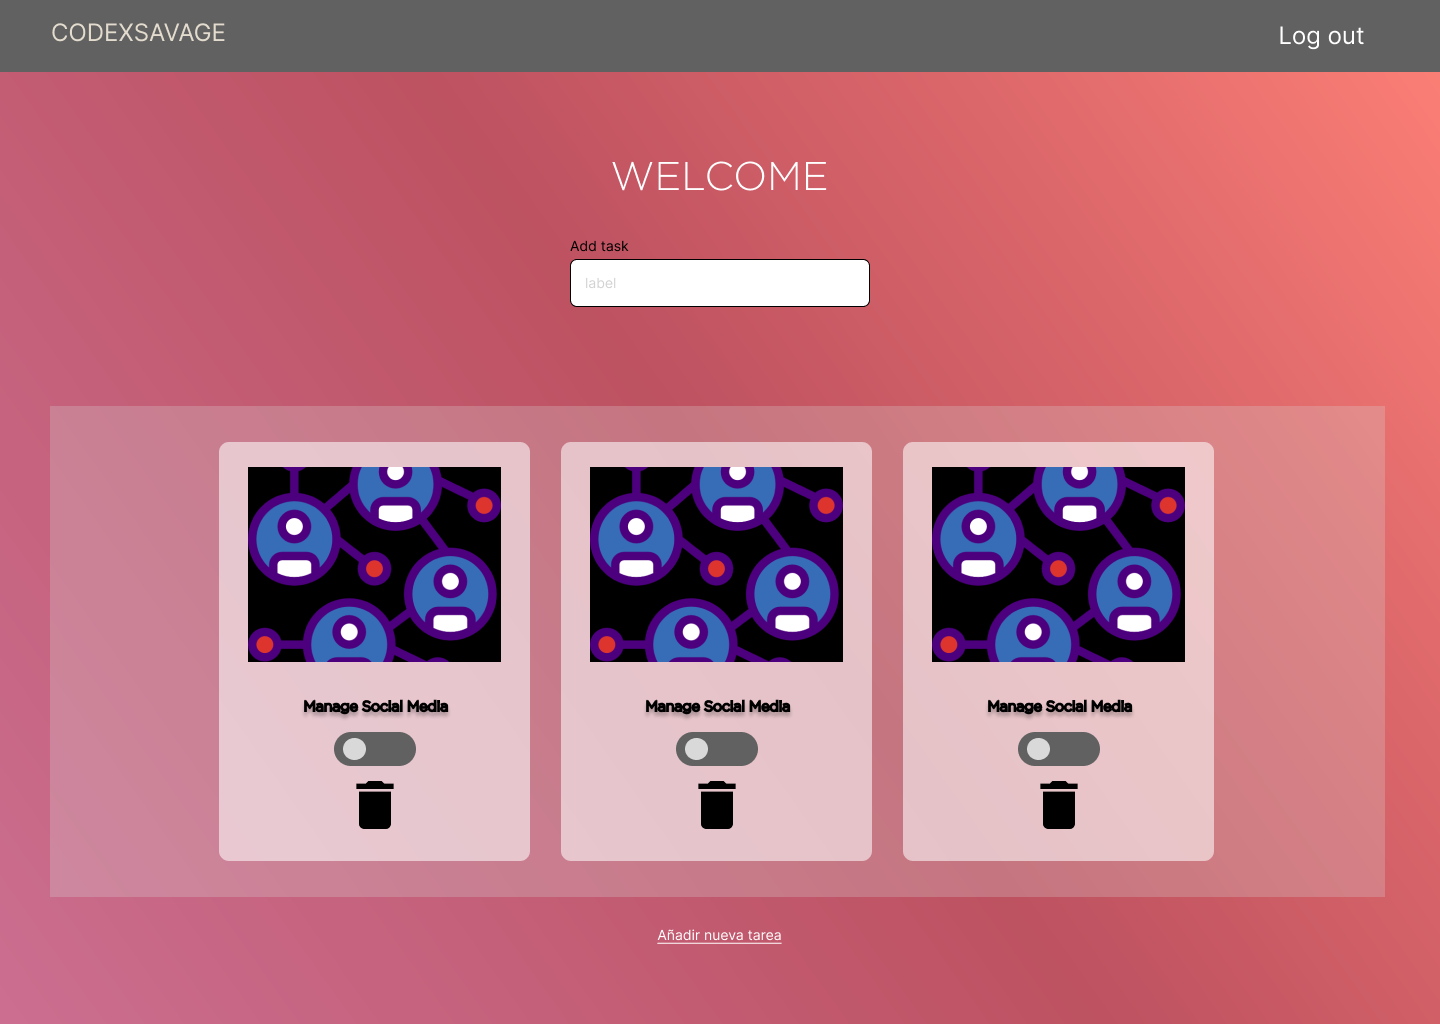 CODEXSAVAGE
Log out
WELCOME
Add task
label
Manage Social Media
Manage Social Media
Manage Social Media
Añadir nueva tarea